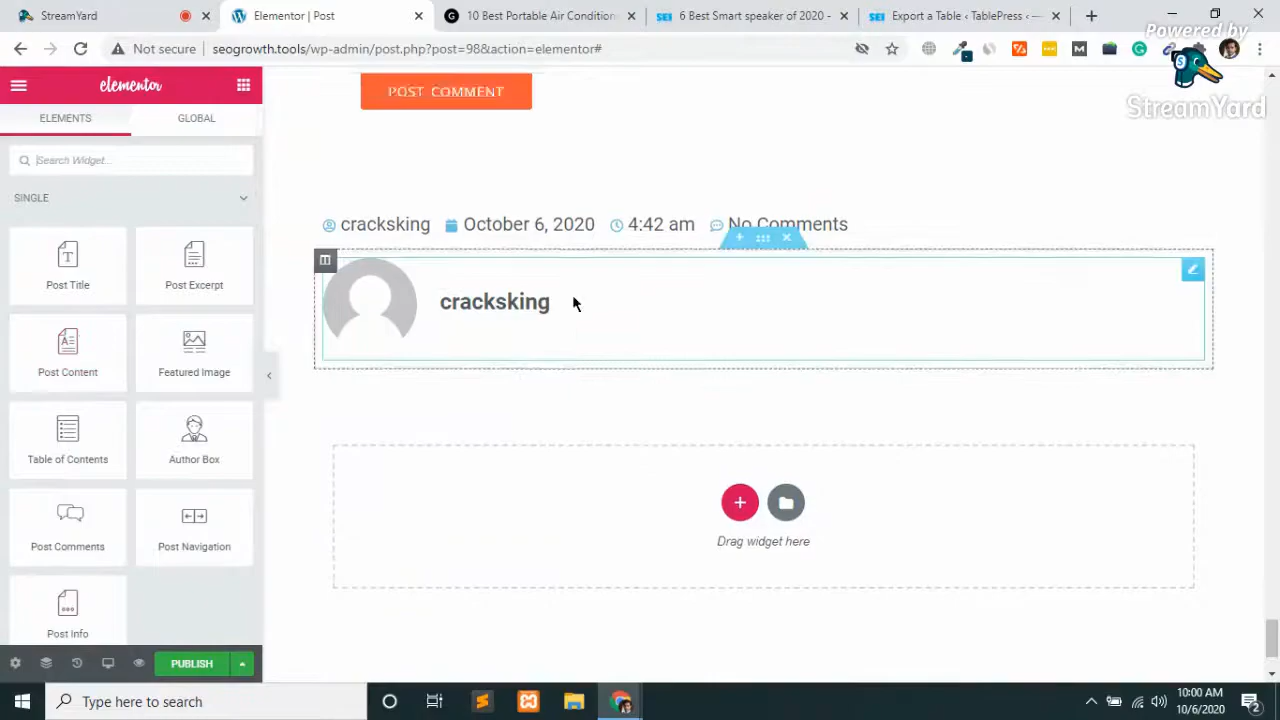 StreamYard
Elementor | Post
10 Best Portable Air Condition
6 Best Smart speaker of 2020 -
Export a Table ‹ TablePress ‹ —
Not secure
seogrowth.tools/wp-admin/post.php?post=98&action=elementor#
Powered by
StreamYard
elementor
ELEMENTS
GLOBAL
Search Widget...
SINGLE
Post Title
Post Excerpt
Post Content
Featured Image
Table of Contents
Author Box
Post Comments
Post Navigation
Post Info
PUBLISH
POST COMMENT
cracksking October 6, 2020 4:42 am No Comments
cracksking
Drag widget here
Type here to search
10:00 AM
10/6/2020
2